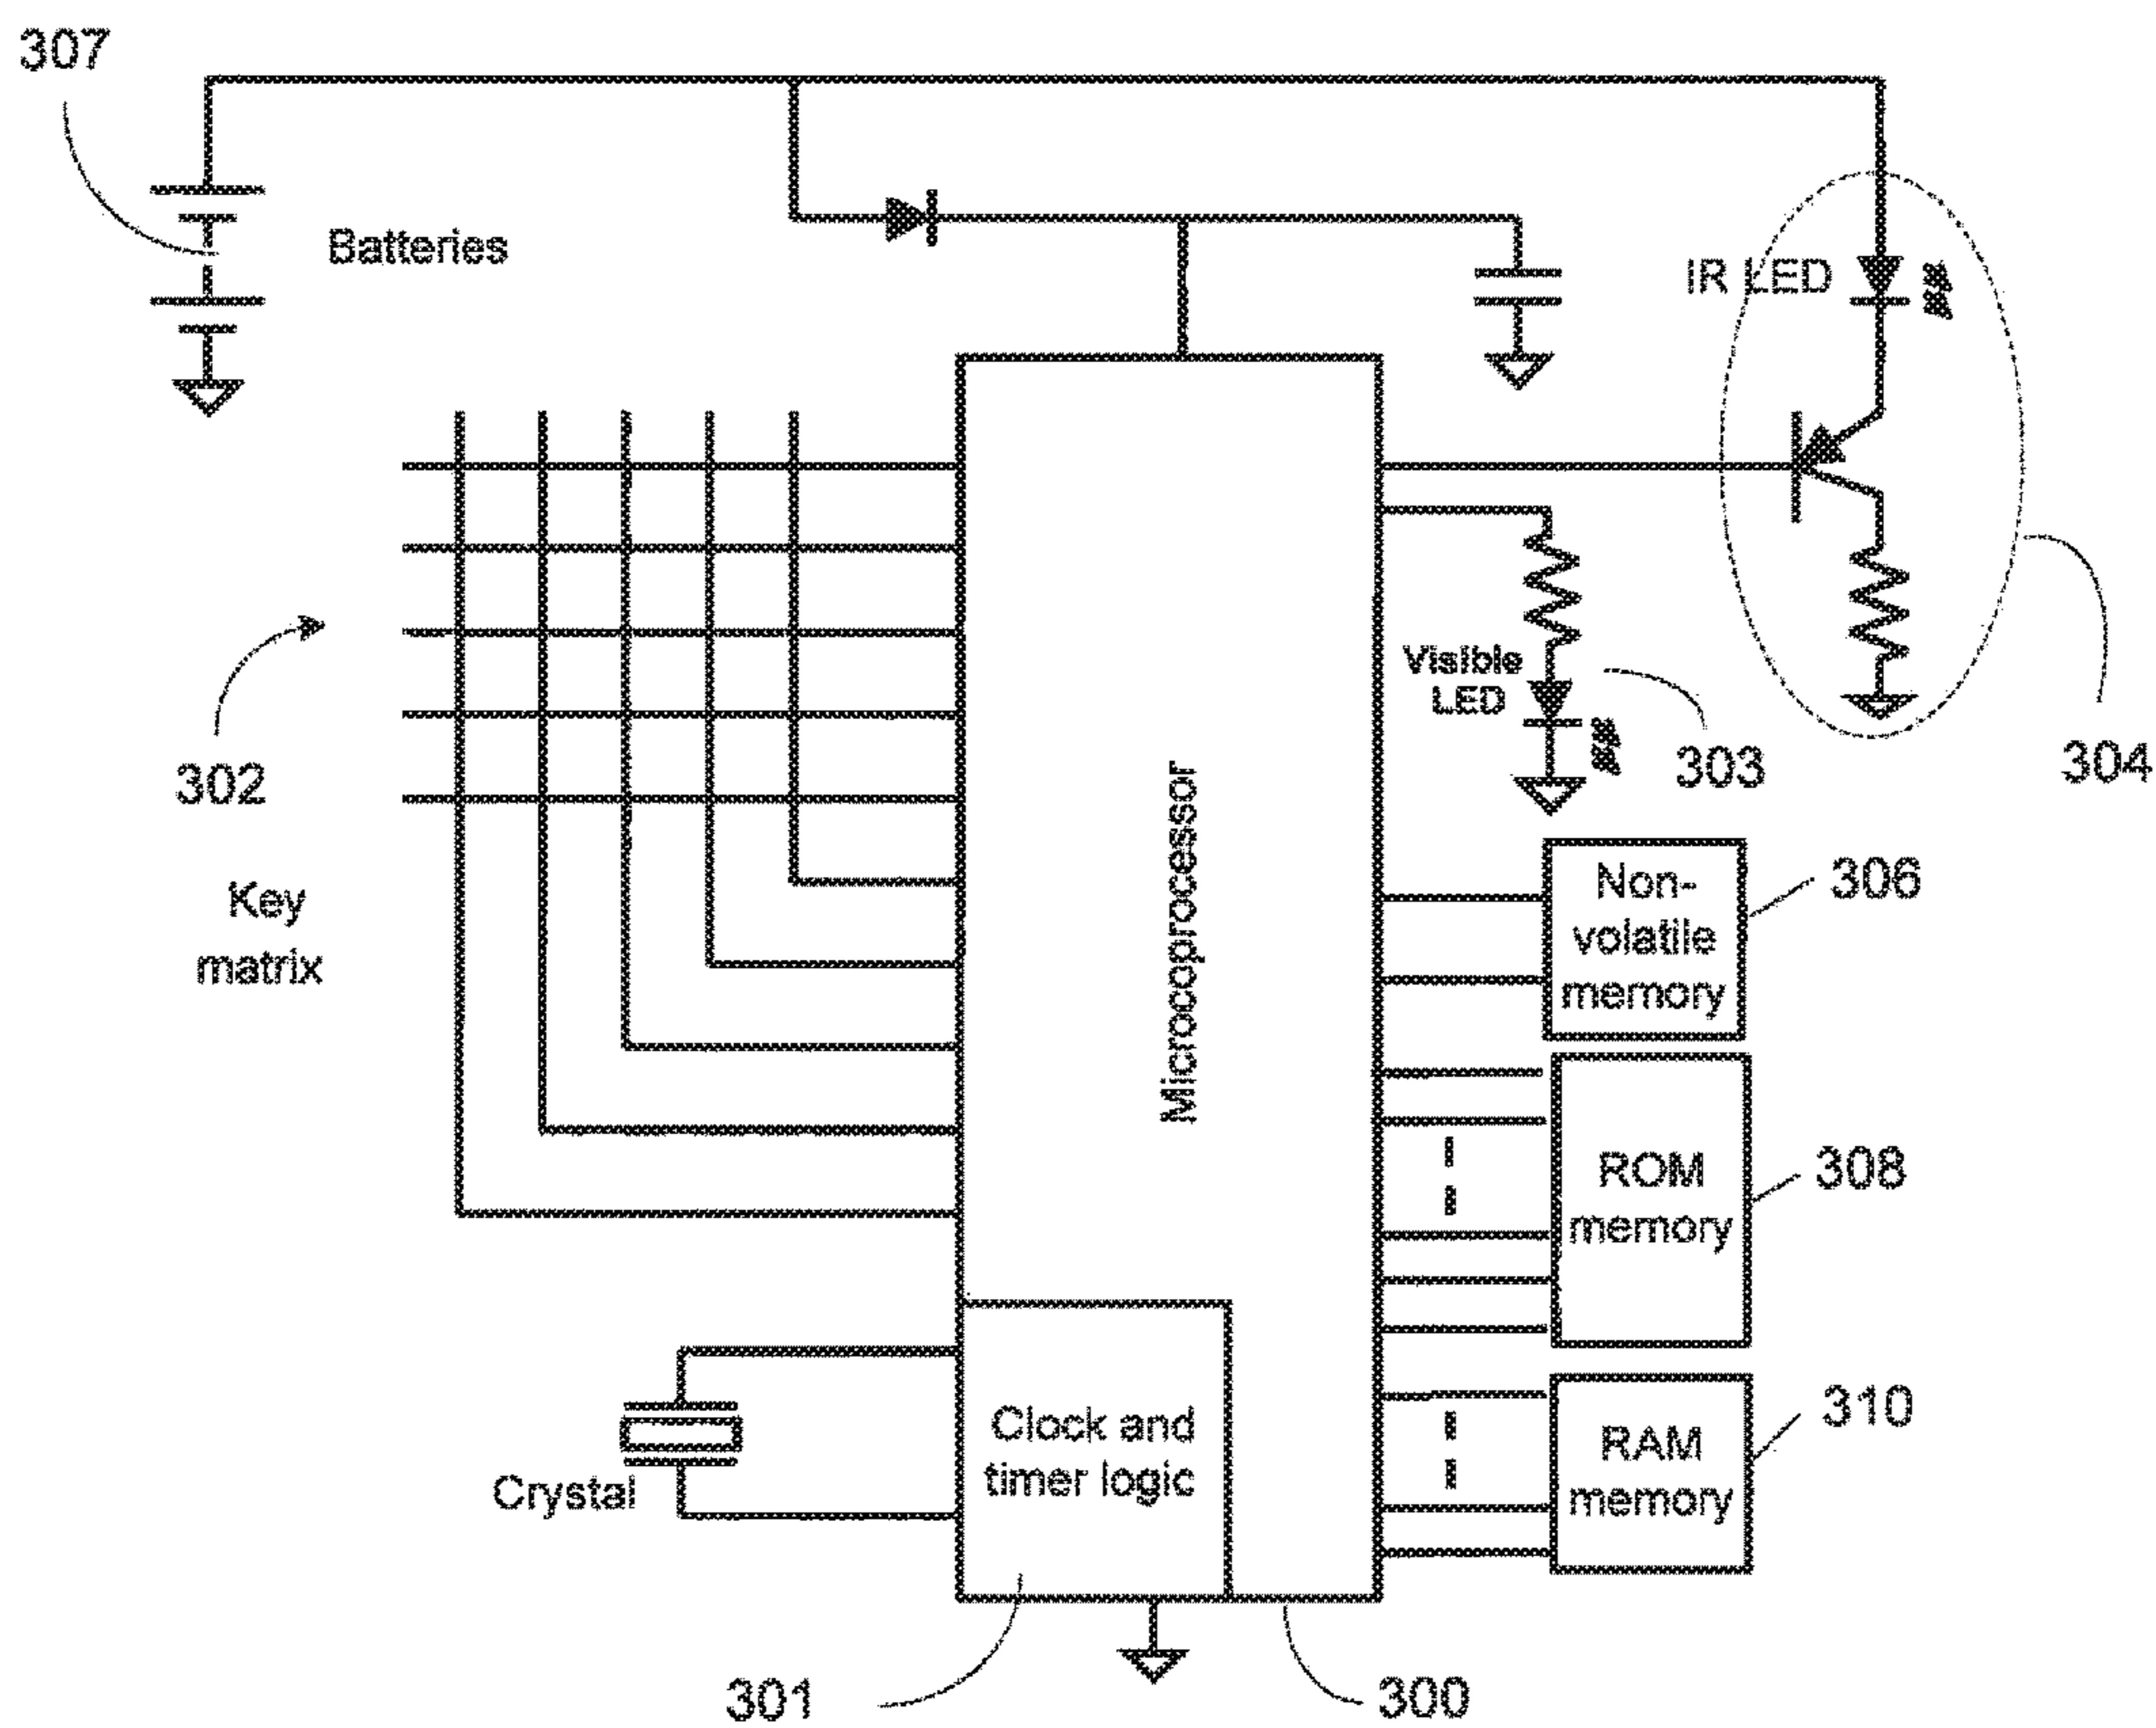 307
Batteries
IR LED
302
Visible
LED
303
304
Key
matrix
Microcoprocessor
Non-
volatile
memory
306
ROM
memory
308
Clock and
timer logic
Crystal
RAM
memory
310
301
300